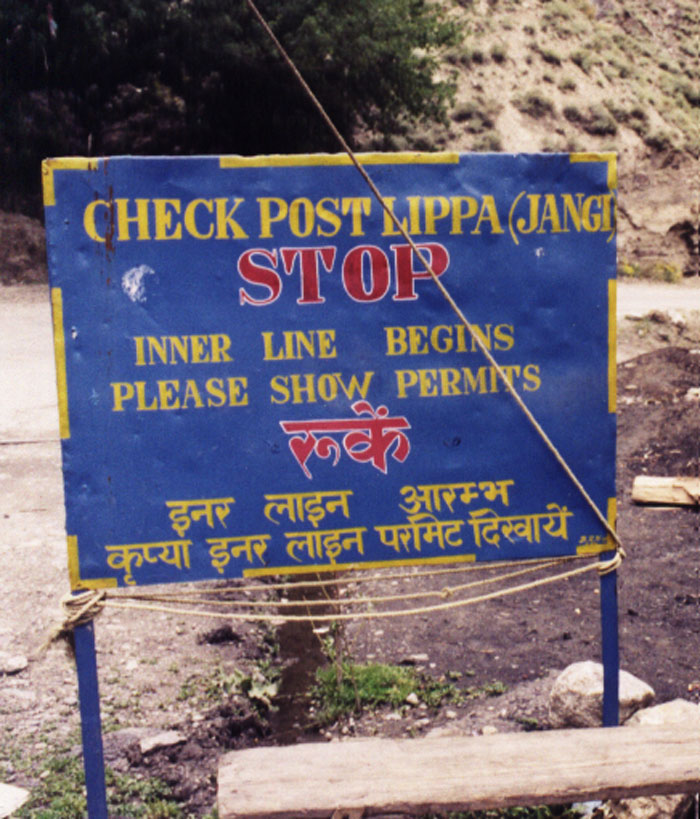 CHECK POST LIPPA (JANGI)
STOP
INNER LINE BEGINS
PLEASE SHOW PERMITS
रूकें
इनर लाइन आरम्भ
कृप्या इनर लाइन परमिट दिखायें